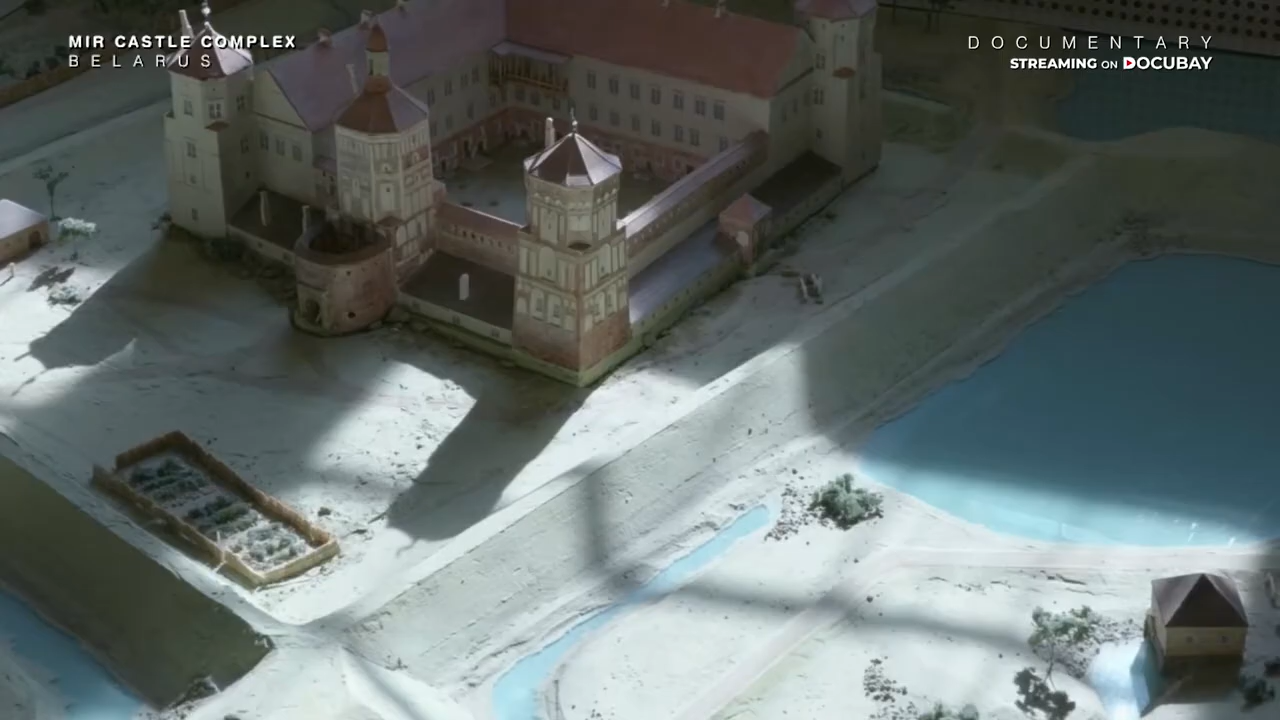 MIR CASTLE COMPLEX
BELARUS
DOCUMENTARY
STREAMING ON DOCUBAY